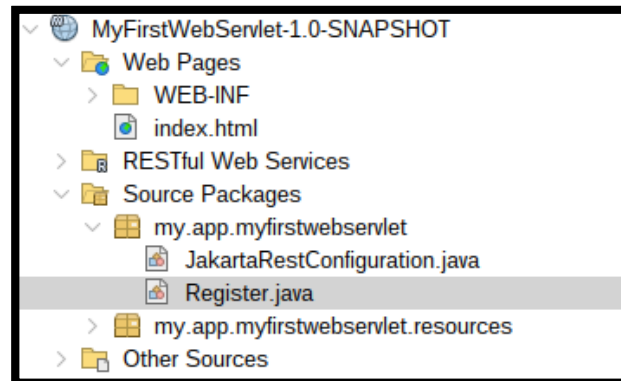 MyFirstWebServlet-1.0-SNAPSHOT
Web Pages
WEB-INF
index.html
RESTful Web Services
Source Packages
my.app.myfirstwebservlet
JakartaRestConfiguration.java
Register.java
my.app.myfirstwebservlet.resources
Other Sources